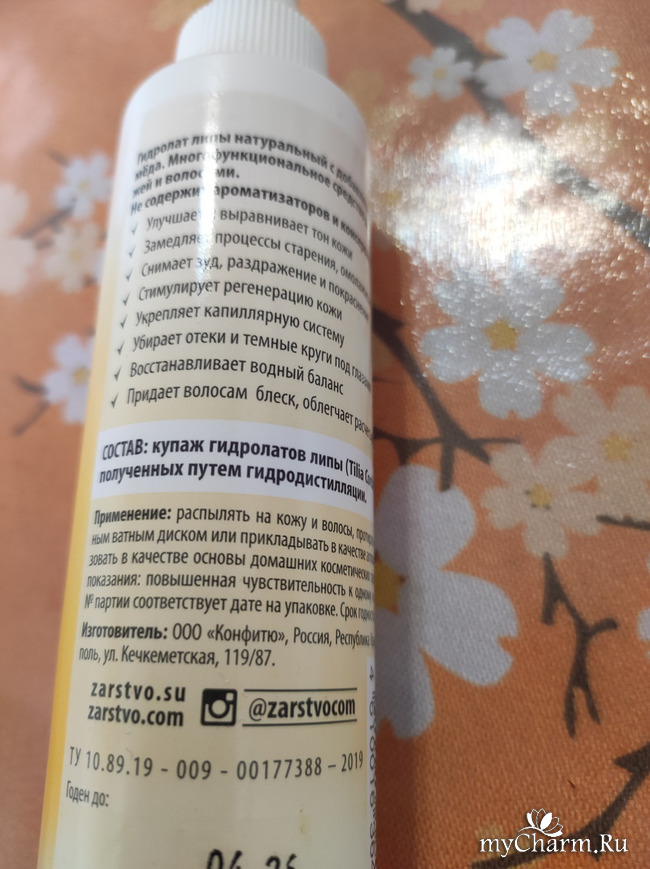 Гидролат липы натуральный с
мёда. Многофункциональное
жей и волосами.
Не содержит ароматизаторов и
✓ Улучшает и выравнивает тон кожи
✓ Замедляет процессы старения,
✓ Снимает зуд, раздражение и
✓ Стимулирует регенерацию кожи
✓ Укрепляет капиллярную систему
✓ Убирает отеки и темные круги под
✓ Восстанавливает водный баланс
✓ Придает волосам блеск, облегчает
СОСТАВ: купаж гидролатов липы (Tilia
полученных путем гидродистилляции.
Применение: распылять на кожу и волосы,
ным ватным диском или прикладывать в качестве
зовать в качестве основы домашних косметических
показания: повышенная чувствительность к
№ партии соответствует дате на упаковке. Срок
Изготовитель: ООО «Конфитю», Россия, Республика
поль, ул. Кечкеметская, 119/87.
zarstvo.su
zarstvo.com
@zarstvocom
ТУ 10.89.19 - 009 - 00177388 – 2019
Годен до:
myCharm.Ru